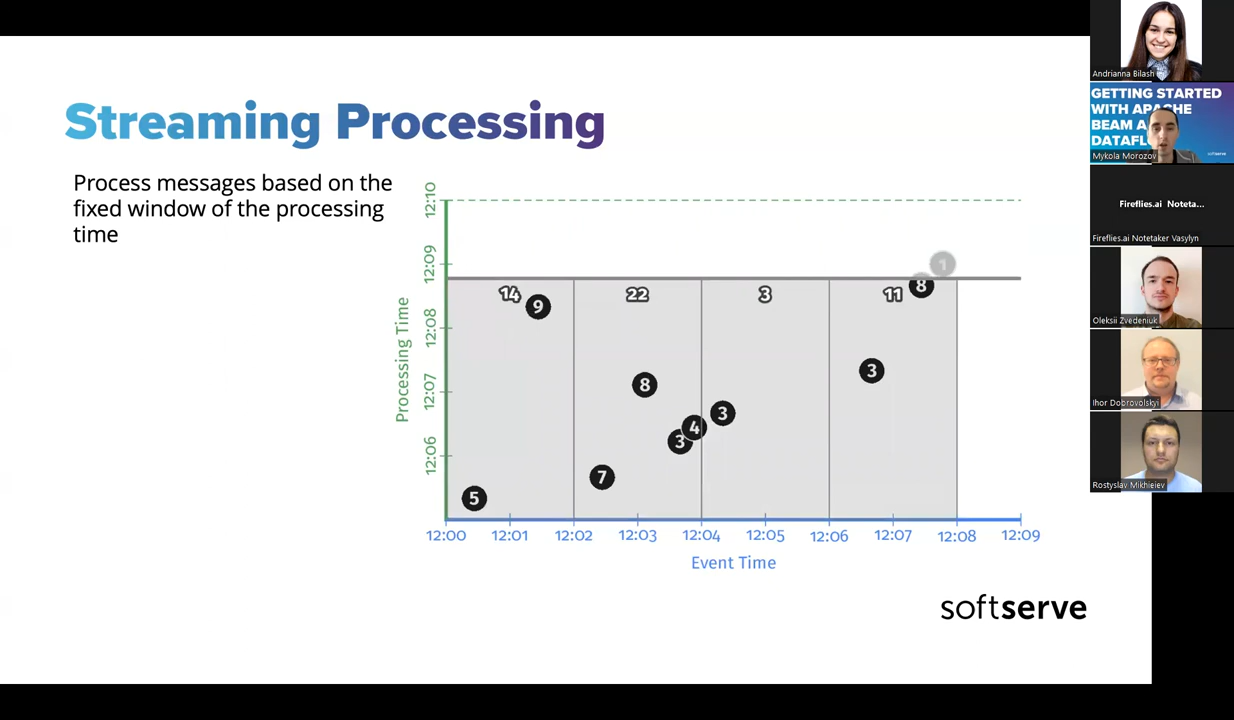 Streaming Processing
Process messages based on the
fixed window of the processing
time
Processing Time
12:10
12:09
12:08
12:07
12:06
14
22
3
11
9
8
1
8
3
3
4
3
7
5
12:00
12:01
12:02
12:03
12:04
12:05
12:06
12:07
12:08
12:09
Event Time
softserve
Andrianna Bilash
GETTING STARTED
WITH APACHE
BEAM A
DATAFL
softserve
Mykola Morozov
Fireflies.ai Noteta...
Fireflies.ai Notetaker Vasylyn
Oleksii Zvedeniuk
Ihor Dobrovolskyi
Rostyslav Mikhieiev